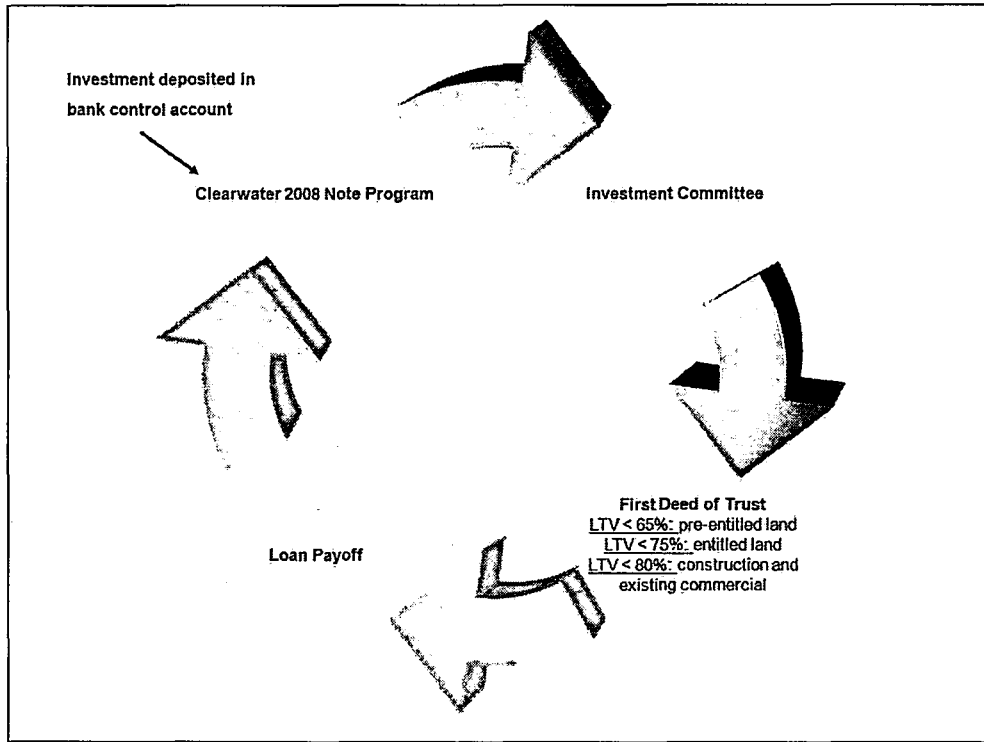 Investment deposited in
bank control account
Clearwater 2008 Note Program
Investment Committee
First Deed of Trust
LTV < 65%: pre-entitled land
LTV < 75%: entitled land
LTV < 80%: construction and
existing commercial
Loan Payoff